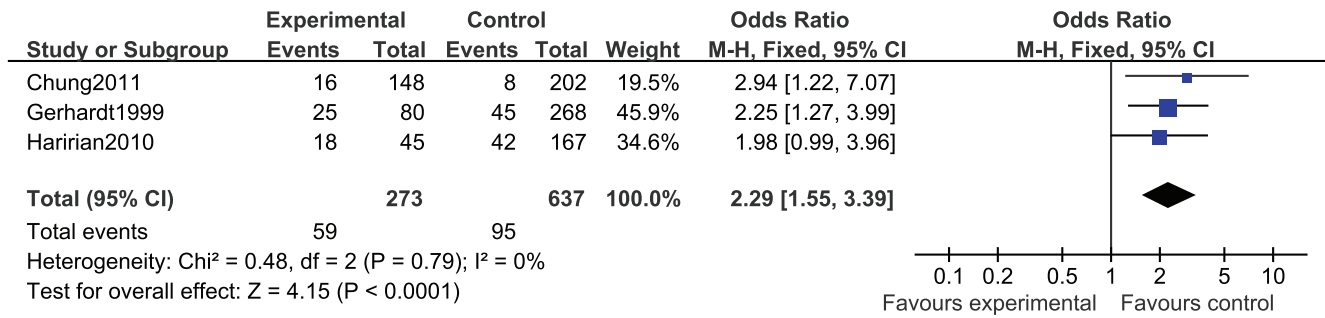 Experimental Control Odds Ratio Odds Ratio
Study or Subgroup Events Total Events Total Weight M-H, Fixed, 95% CI M-H, Fixed, 95% CI
Chung2011 16 148 8 202 19.5% 2.94 [1.22, 7.07]
Gerhardt1999 25 80 45 268 45.9% 2.25 [1.27, 3.99]
Haririan2010 18 45 42 167 34.6% 1.98 [0.99, 3.96]
Total (95% CI) 273 637 100.0% 2.29 [1.55, 3.39]
Total events 59 95
Heterogeneity: Chi² = 0.48, df = 2 (P = 0.79); I² = 0%
Test for overall effect: Z = 4.15 (P < 0.0001)
0.1 0.2 0.5 1 2 5 10
Favours experimental Favours control